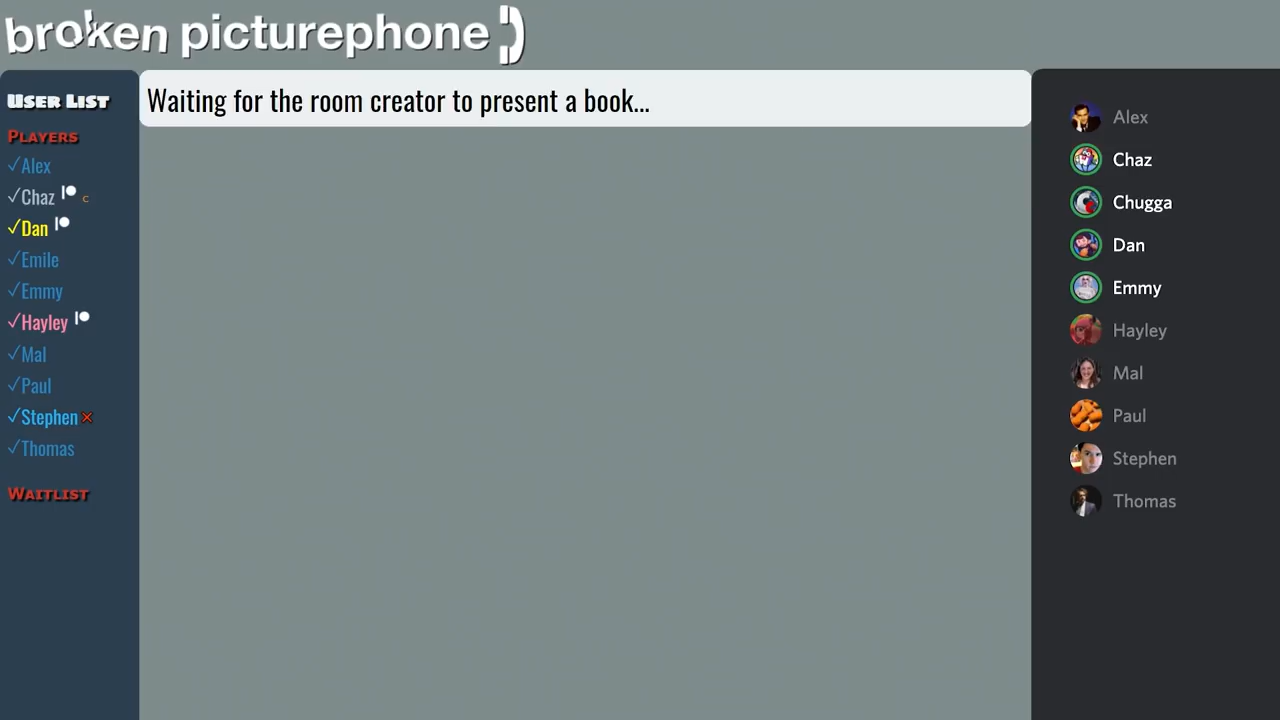 broken picturephone
User List
Players
✓Alex
✓Chaz c
✓Dan
✓Emile
✓Emmy
✓Hayley
✓Mal
✓Paul
✓Stephen ✕
✓Thomas
Waitlist
Waiting for the room creator to present a book...
Alex
Chaz
Chugga
Dan
Emmy
Hayley
Mal
Paul
Stephen
Thomas